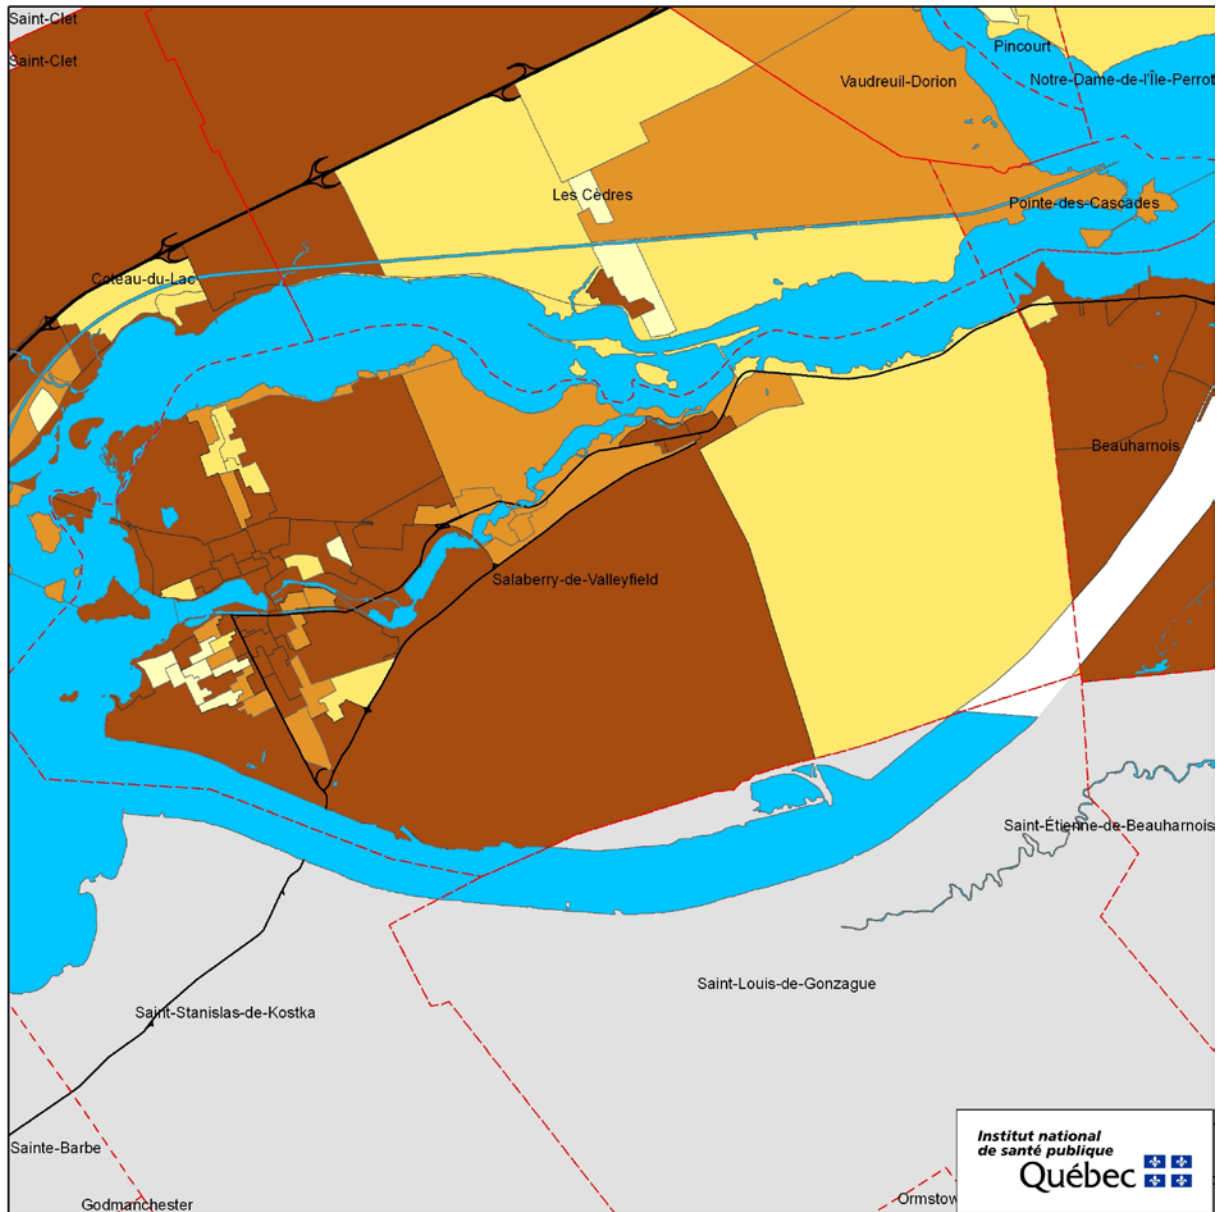 Saint-Clet
Saint-Clet
Pincourt
Vaudreuil-Dorion
Notre-Dame-de-l'Île-Perrot
Les Cèdres
Pointe-des-Cascades
Coteau-du-Lac
Beauharnois
Salaberry-de-Valleyfield
Saint-Étienne-de-Beauharnois
Saint-Louis-de-Gonzague
Saint-Stanislas-de-Kostka
Sainte-Barbe
Godmanchester
Ormstow
Institut national
de santé publique
Québec